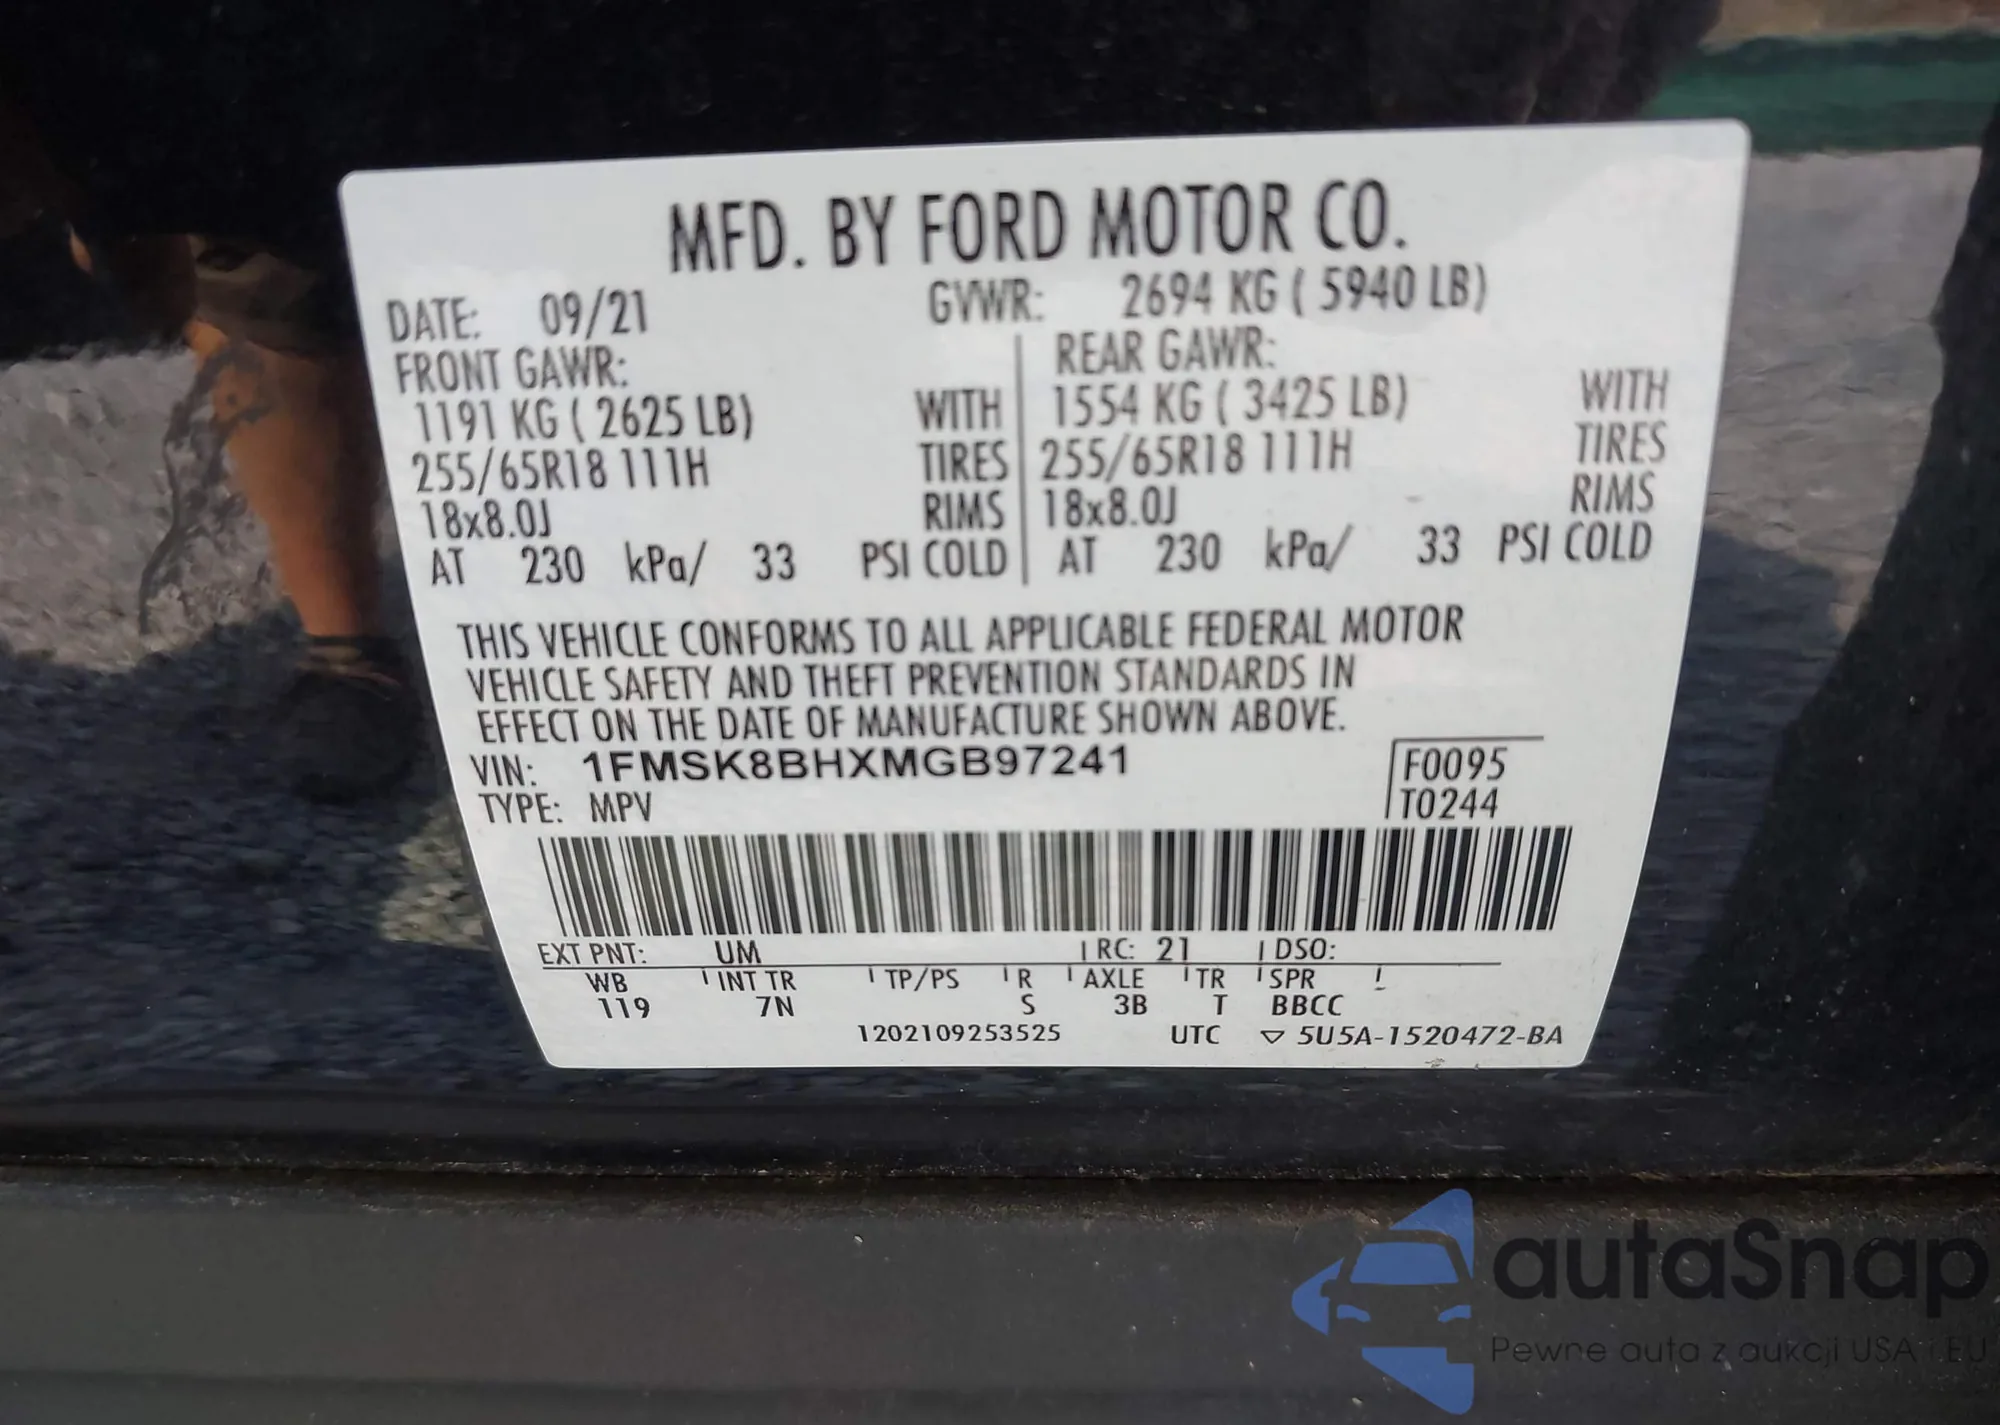 MFD. BY FORD MOTOR CO.
DATE: 09/21 GVWR: 2694 KG ( 5940 LB)
FRONT GAWR: REAR GAWR:
1191 KG ( 2625 LB) WITH 1554 KG ( 3425 LB) WITH
255/65R18 111H TIRES 255/65R18 111H TIRES
18x8.0J RIMS 18x8.0J RIMS
AT 230 kPa/ 33 PSI COLD AT 230 kPa/ 33 PSI COLD
THIS VEHICLE CONFORMS TO ALL APPLICABLE FEDERAL MOTOR
VEHICLE SAFETY AND THEFT PREVENTION STANDARDS IN
EFFECT ON THE DATE OF MANUFACTURE SHOWN ABOVE.
VIN: 1FMSK8BHXMGB97241 F0095
TYPE: MPV T0244
EXT PNT: UM RC: 21 DSO:
WB INT TR TP/PS R AXLE TR SPR
119 7N S 3B T BBCC
1202109253525 UTC ▽ 5U5A-1520472-BA
autaSnap
Pewne auta z aukcji USA i EU